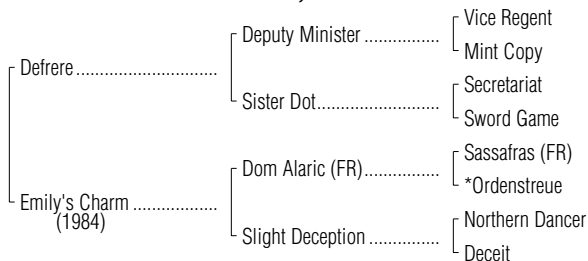 Vice Regent
Deputy Minister ..................
Mint Copy
Defrere ..............................
Secretariat
Sister Dot..........................
Sword Game
Sassafras (FR)
Dom Alaric (FR)................
*Ordenstreue
Emily's Charm ..................
(1984)
Northern Dancer
Slight Deception ...............
Deceit